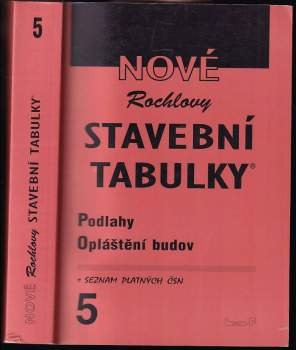 5
NOVÉ Rochlovy STAVEBNÍ TABULKY
NOVÉ
Rochlovy
STAVEBNÍ
TABULKY®
Podlahy
Opláštění budov
+ SEZNAM PLATNÝCH ČSN
5